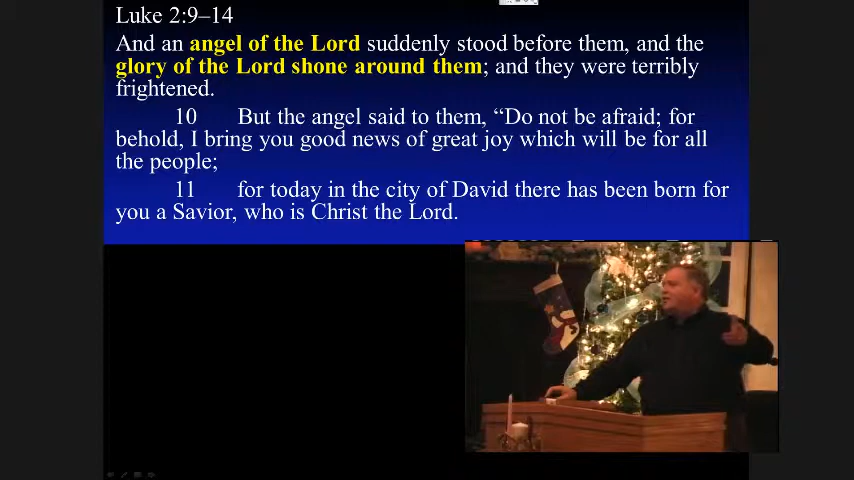 Luke 2:9–14
And an angel of the Lord suddenly stood before them, and the
glory of the Lord shone around them; and they were terribly
frightened.
10 But the angel said to them, “Do not be afraid; for
behold, I bring you good news of great joy which will be for all
the people;
11 for today in the city of David there has been born for
you a Savior, who is Christ the Lord.